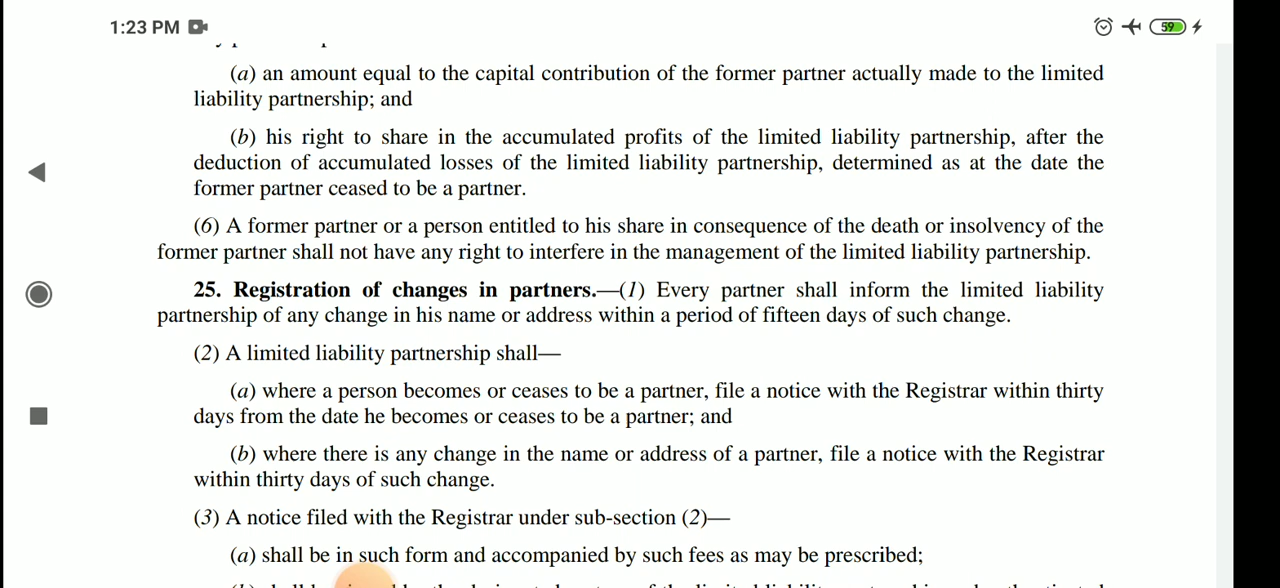 1:23 PM
59
(a) an amount equal to the capital contribution of the former partner actually made to the limited
liability partnership; and
(b) his right to share in the accumulated profits of the limited liability partnership, after the
deduction of accumulated losses of the limited liability partnership, determined as at the date the
former partner ceased to be a partner.
(6) A former partner or a person entitled to his share in consequence of the death or insolvency of the
former partner shall not have any right to interfere in the management of the limited liability partnership.
25. Registration of changes in partners.—(1) Every partner shall inform the limited liability
partnership of any change in his name or address within a period of fifteen days of such change.
(2) A limited liability partnership shall—
(a) where a person becomes or ceases to be a partner, file a notice with the Registrar within thirty
days from the date he becomes or ceases to be a partner; and
(b) where there is any change in the name or address of a partner, file a notice with the Registrar
within thirty days of such change.
(3) A notice filed with the Registrar under sub-section (2)—
(a) shall be in such form and accompanied by such fees as may be prescribed;